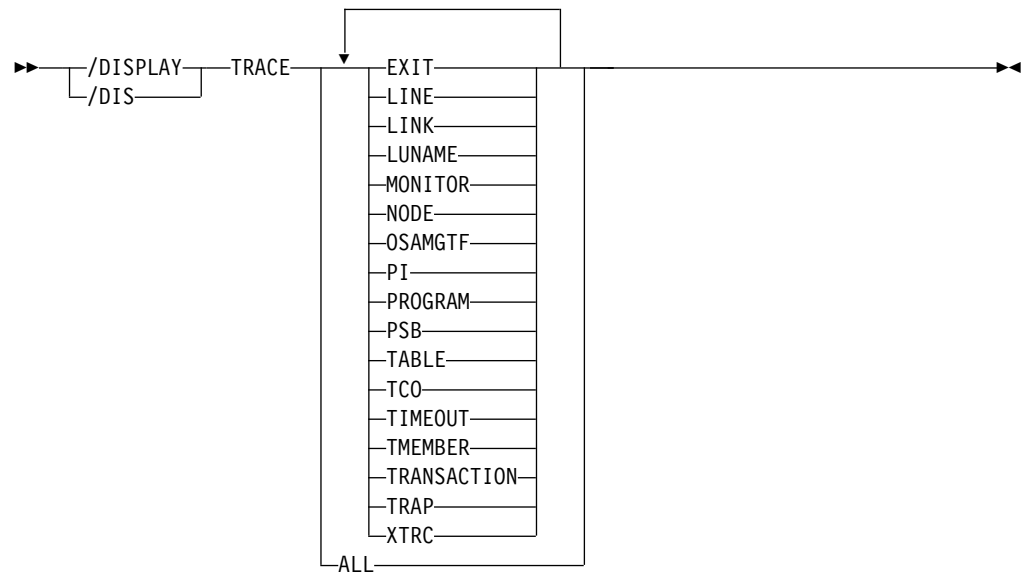 /DISPLAY TRACE EXIT
/DIS LINE
LINK
LUNAME
MONITOR
NODE
OSAMGTF
PI
PROGRAM
PSB
TABLE
TCO
TIMEOUT
TMEMBER
TRANSACTION
TRAP
XTRC
ALL